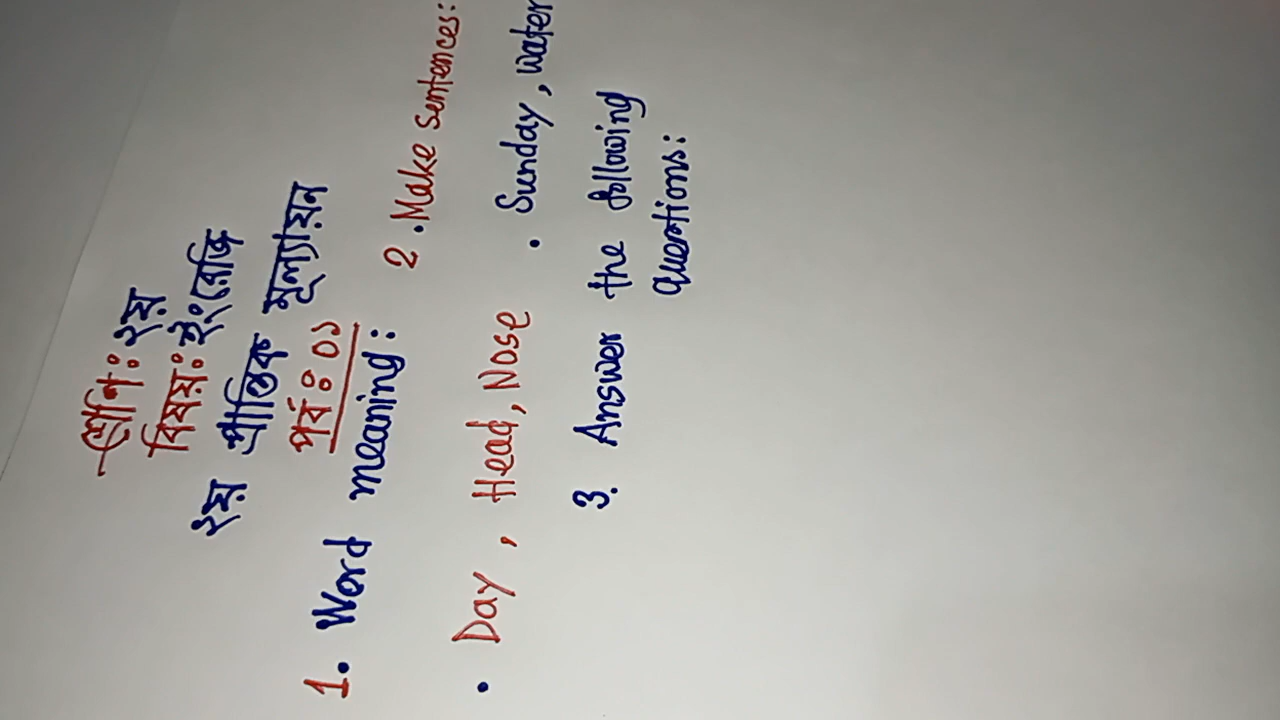 শ্রেণি: ২য়
বিষয়: ইংরেজি
২য় প্রান্তিক মূল্যায়ন
পর্ব: ০১
1. Word meaning:
• Day, Head, Nose
2. Make sentences:
• Sunday, water
3. Answer the following
questions: